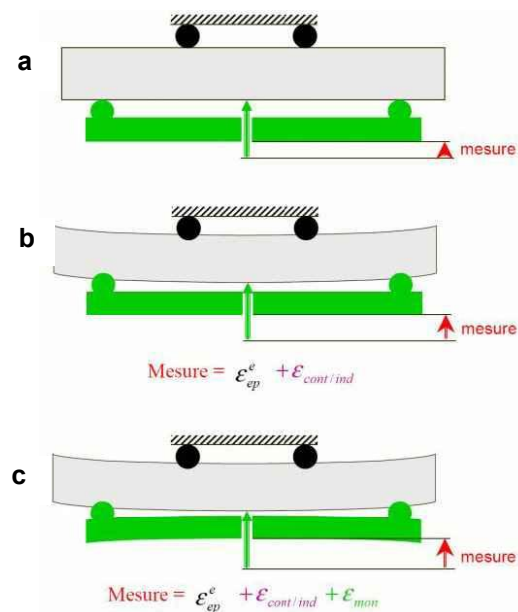 a
mesure
b
mesure
Mesure = ε^e_ep + ε_cont/ind
c
mesure
Mesure = ε^e_ep + ε_cont/ind + ε_mon